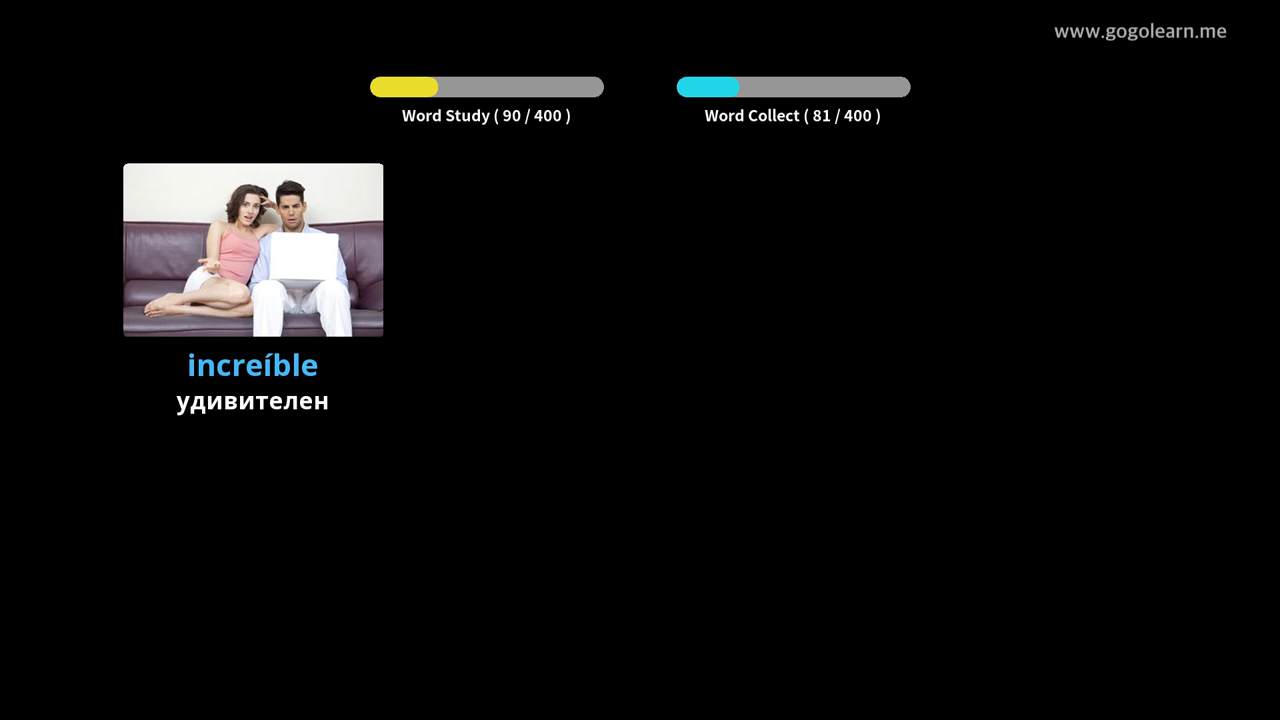 www.gogolearn.me
Word Study ( 90 / 400 )
Word Collect ( 81 / 400 )
increíble
удивителен